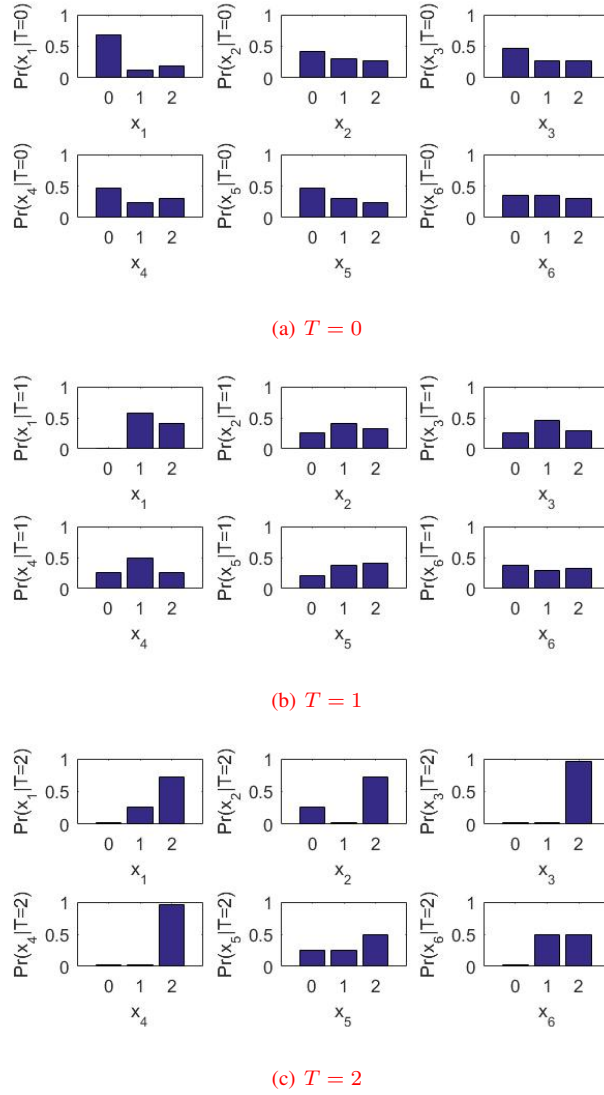 Pr(x₁|T=0) 1 0.5 0 0 1 2 x₁
Pr(x₂|T=0) 1 0.5 0 0 1 2 x₂
Pr(x₃|T=0) 1 0.5 0 0 1 2 x₃
Pr(x₄|T=0) 1 0.5 0 0 1 2 x₄
Pr(x₅|T=0) 1 0.5 0 0 1 2 x₅
Pr(x₆|T=0) 1 0.5 0 0 1 2 x₆
(a) T = 0
Pr(x₁|T=1) 1 0.5 0 0 1 2 x₁
Pr(x₂|T=1) 1 0.5 0 0 1 2 x₂
Pr(x₃|T=1) 1 0.5 0 0 1 2 x₃
Pr(x₄|T=1) 1 0.5 0 0 1 2 x₄
Pr(x₅|T=1) 1 0.5 0 0 1 2 x₅
Pr(x₆|T=1) 1 0.5 0 0 1 2 x₆
(b) T = 1
Pr(x₁|T=2) 1 0.5 0 0 1 2 x₁
Pr(x₂|T=2) 1 0.5 0 0 1 2 x₂
Pr(x₃|T=2) 1 0.5 0 0 1 2 x₃
Pr(x₄|T=2) 1 0.5 0 0 1 2 x₄
Pr(x₅|T=2) 1 0.5 0 0 1 2 x₅
Pr(x₆|T=2) 1 0.5 0 0 1 2 x₆
(c) T = 2